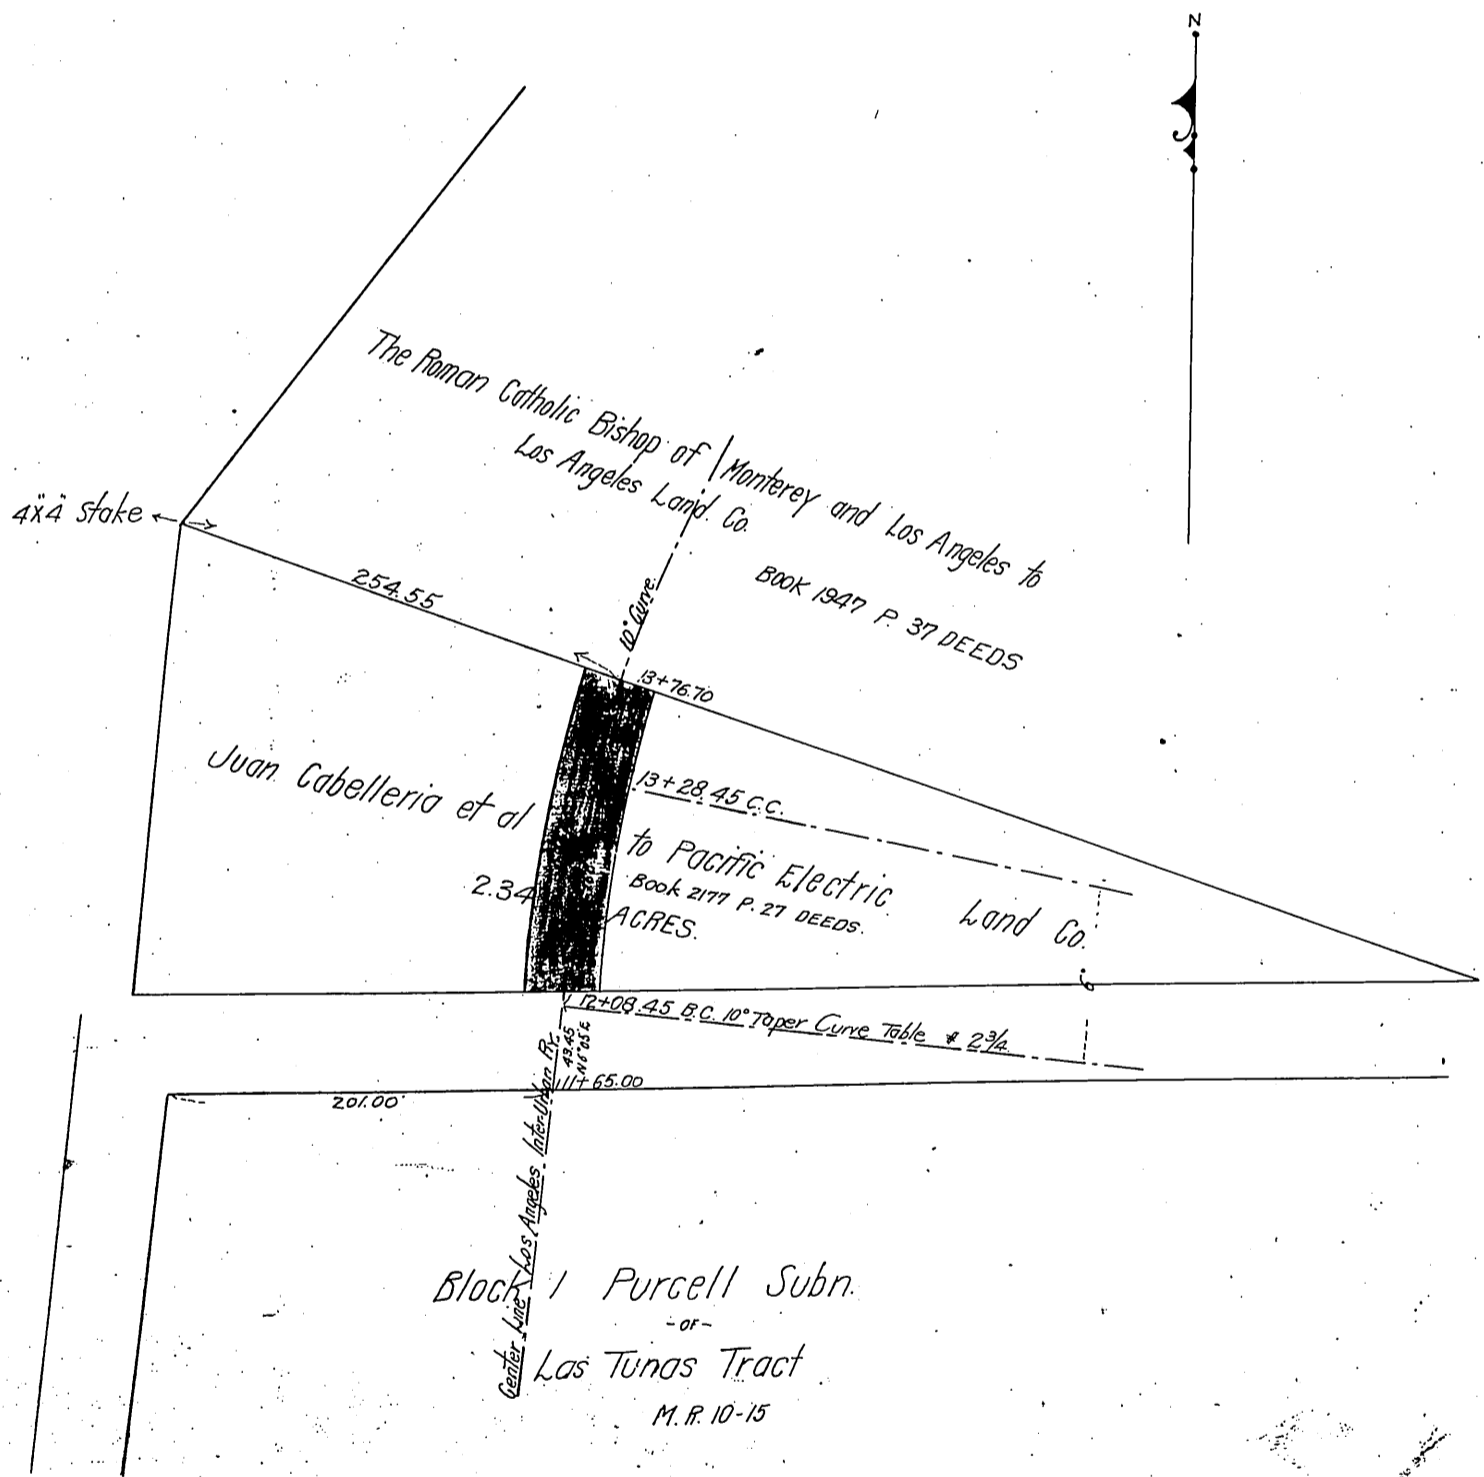 N
The Roman Catholic Bishop of Monterey and Los Angeles to
Los Angeles Land. Co.
BOOK 1947 P. 37 DEEDS
4"x4" Stake
254.55
10° Curve.
13+76.70
Juan Cabelleria et al to Pacific Electric Land Co.
13+28.45 C.C.
Book 2177 P. 27 DEEDS.
2.34 ACRES.
12+08.45 B.C. 10° Taper Curve Table # 2 3/4
43.45
N6°05'E
11+65.00
201.00
Center Line Los Angeles Inter-Urban Ry.
Block 1 Purcell Subn.
-OF-
Las Tunas Tract
M.R. 10-15